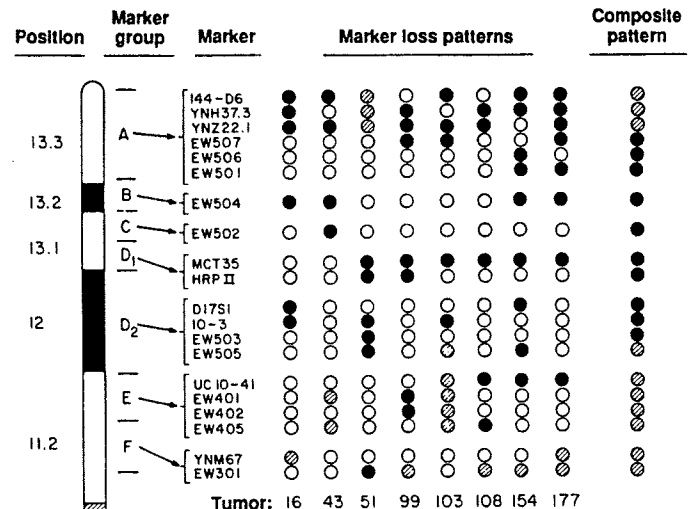 Position
Marker group
Marker
Marker loss patterns
Composite pattern
13.3
13.2
13.1
12
11.2
A
B
C
D1
D2
E
F
144-D6
YNH37.3
YNZ22.1
EW507
EW506
EW501
EW504
EW502
MCT35
HRP II
D17S1
10-3
EW503
EW505
UC10-41
EW401
EW402
EW405
YNM67
EW301
Tumor: 16 43 51 99 103 108 154 177